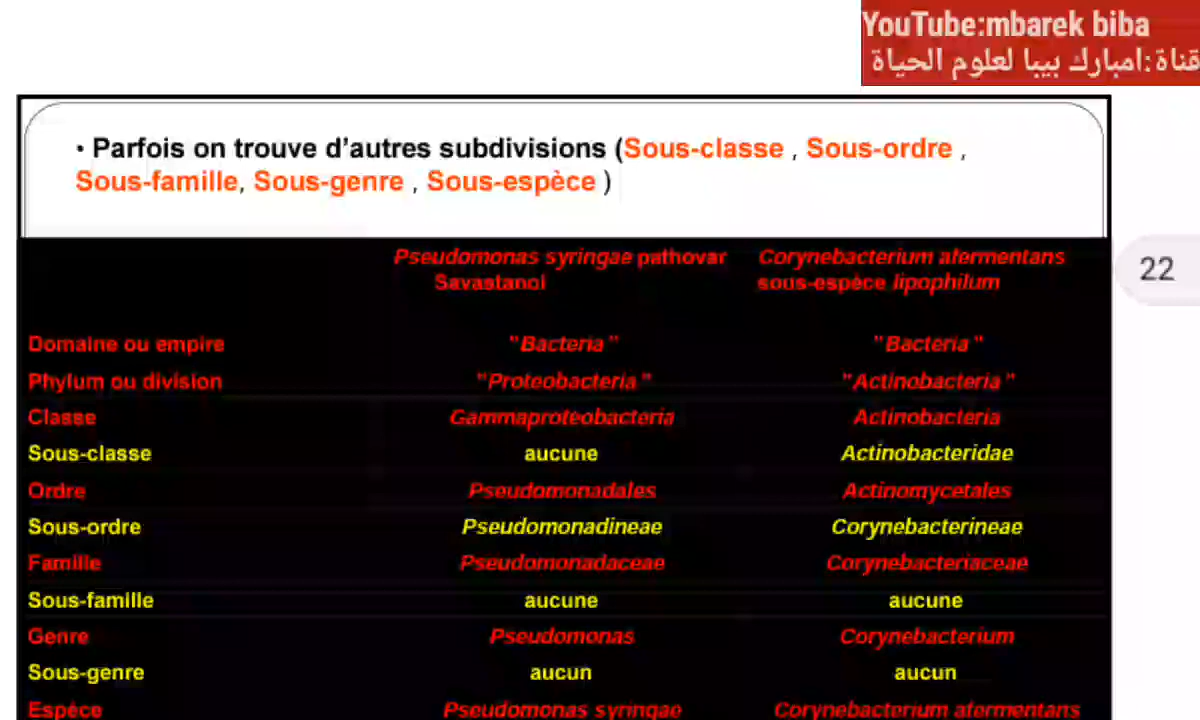 YouTube:mbarek biba
قناة:امبارك بيبا لعلوم الحياة
• Parfois on trouve d’autres subdivisions (Sous-classe , Sous-ordre ,
Sous-famille, Sous-genre , Sous-espèce )
22
Pseudomonas syringae pathovar Corynebacterium afermentans
Savastanoi sous-espèce lipophilum
Domaine ou empire "Bacteria" "Bacteria"
Phylum ou division "Proteobacteria" "Actinobacteria"
Classe Gammaproteobacteria Actinobacteria
Sous-classe aucune Actinobacteridae
Ordre Pseudomonadales Actinomycetales
Sous-ordre Pseudomonadineae Corynebacterineae
Famille Pseudomonadaceae Corynebacteriaceae
Sous-famille aucune aucune
Genre Pseudomonas Corynebacterium
Sous-genre aucun aucun
Espèce Pseudomonas syringae Corynebacterium afermentans